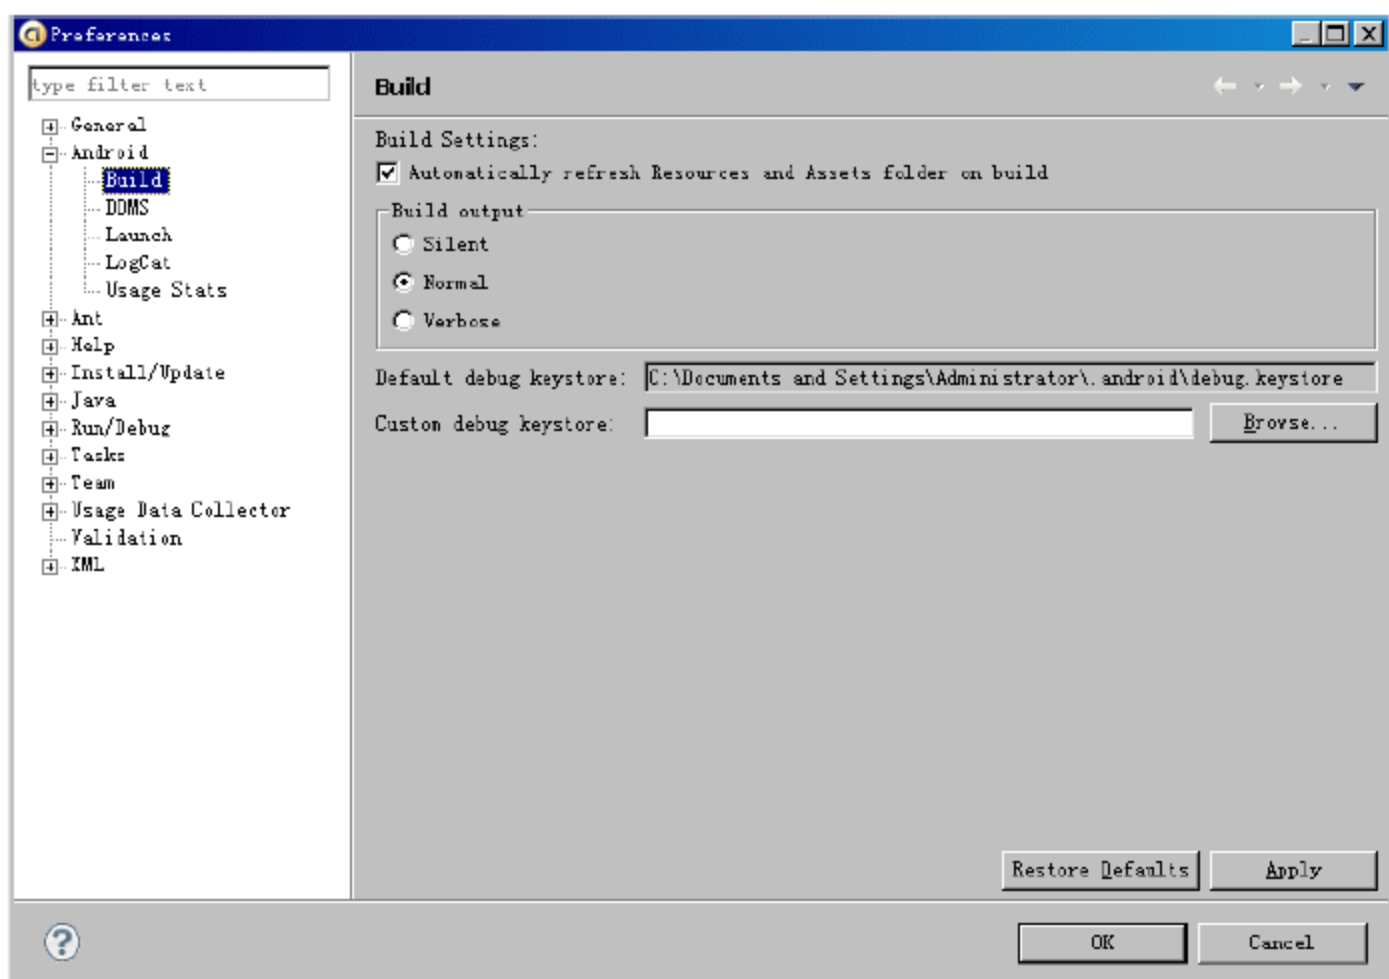 Preferences
type filter text
General
Android
Build
DDMS
Launch
LogCat
Usage Stats
Ant
Help
Install/Update
Java
Run/Debug
Tasks
Team
Usage Data Collector
Validation
XML
Build
Build Settings:
Automatically refresh Resources and Assets folder on build
Build output
Silent
Normal
Verbose
Default debug keystore: C:\Documents and Settings\Administrator\.android\debug.keystore
Custom debug keystore: Browse...
Restore Defaults Apply
OK Cancel